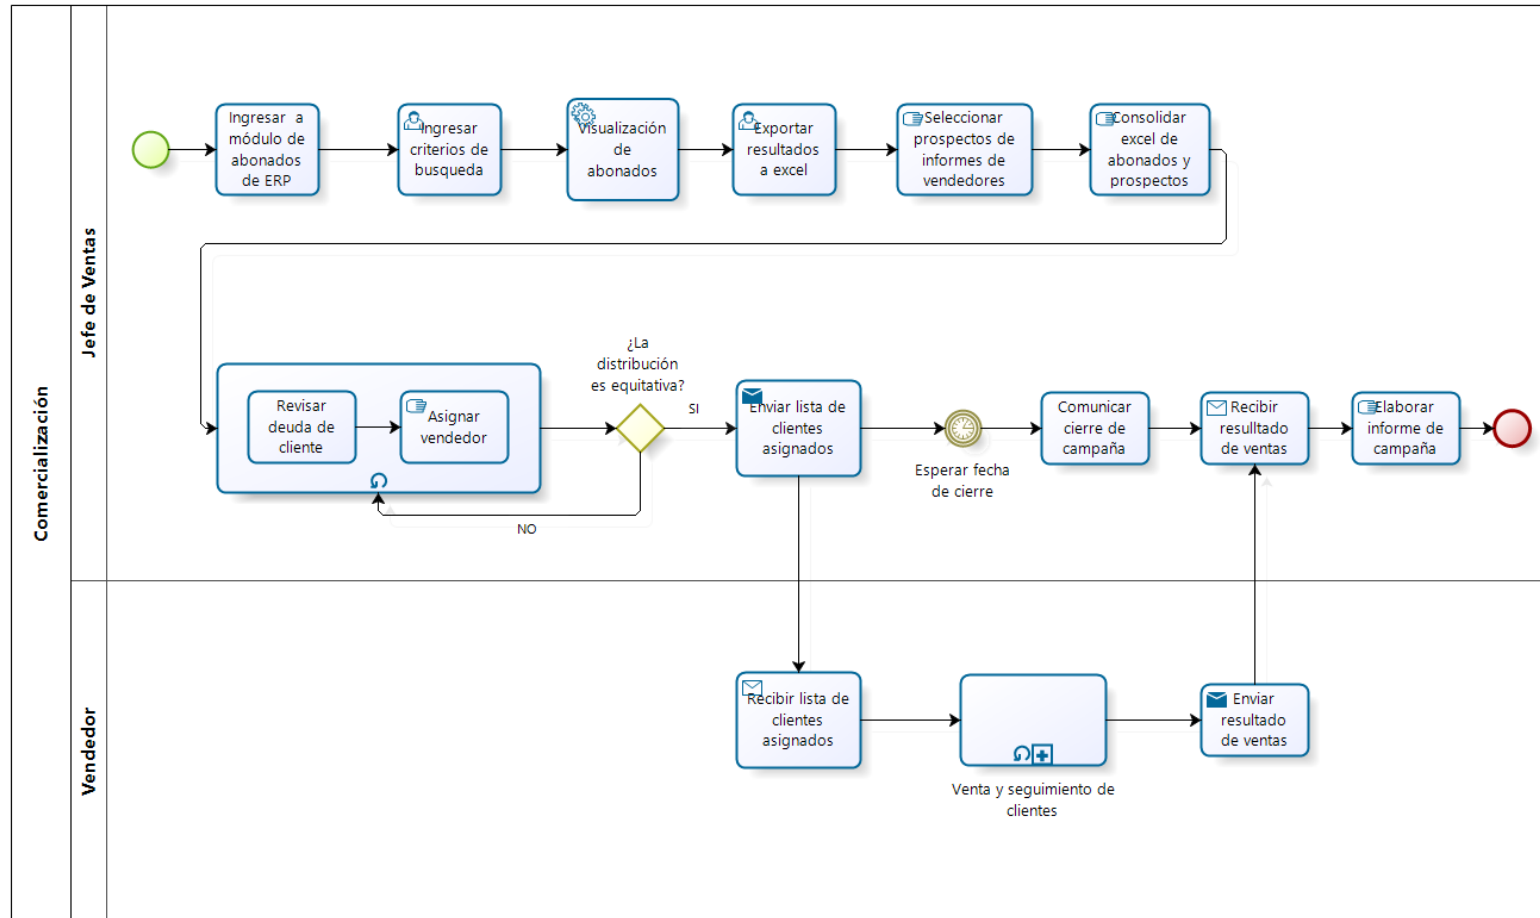 Comercialización
Jefe de Ventas
Ingresar a
módulo de
abonados
de ERP
Ingresar
criterios de
busqueda
Visualización
de
abonados
Exportar
resultados
a excel
Seleccionar
prospectos de
informes de
vendedores
Consolidar
excel de
abonados y
prospectos
Revisar
deuda de
cliente
Asignar
vendedor
¿La
distribución
es equitativa?
SI
NO
Enviar lista de
clientes
asignados
Esperar fecha
de cierre
Comunicar
cierre de
campaña
Recibir
resulltado
de ventas
Elaborar
informe de
campaña
Vendedor
Recibir lista de
clientes
asignados
Venta y seguimiento de
clientes
Enviar
resultado
de ventas